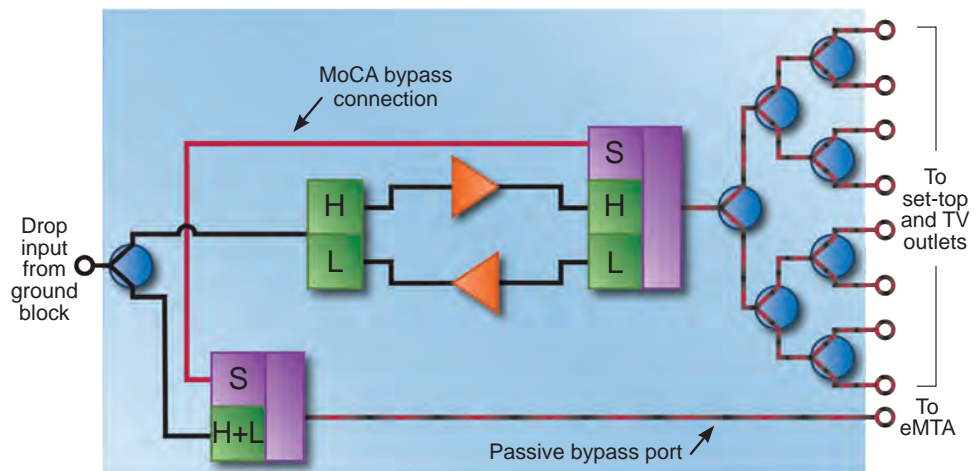 MoCA bypass
connection
S
H
L
H
L
Drop
input
from
ground
block
To
set-top
and TV
outlets
S
H+L
Passive bypass port
To
eMTA